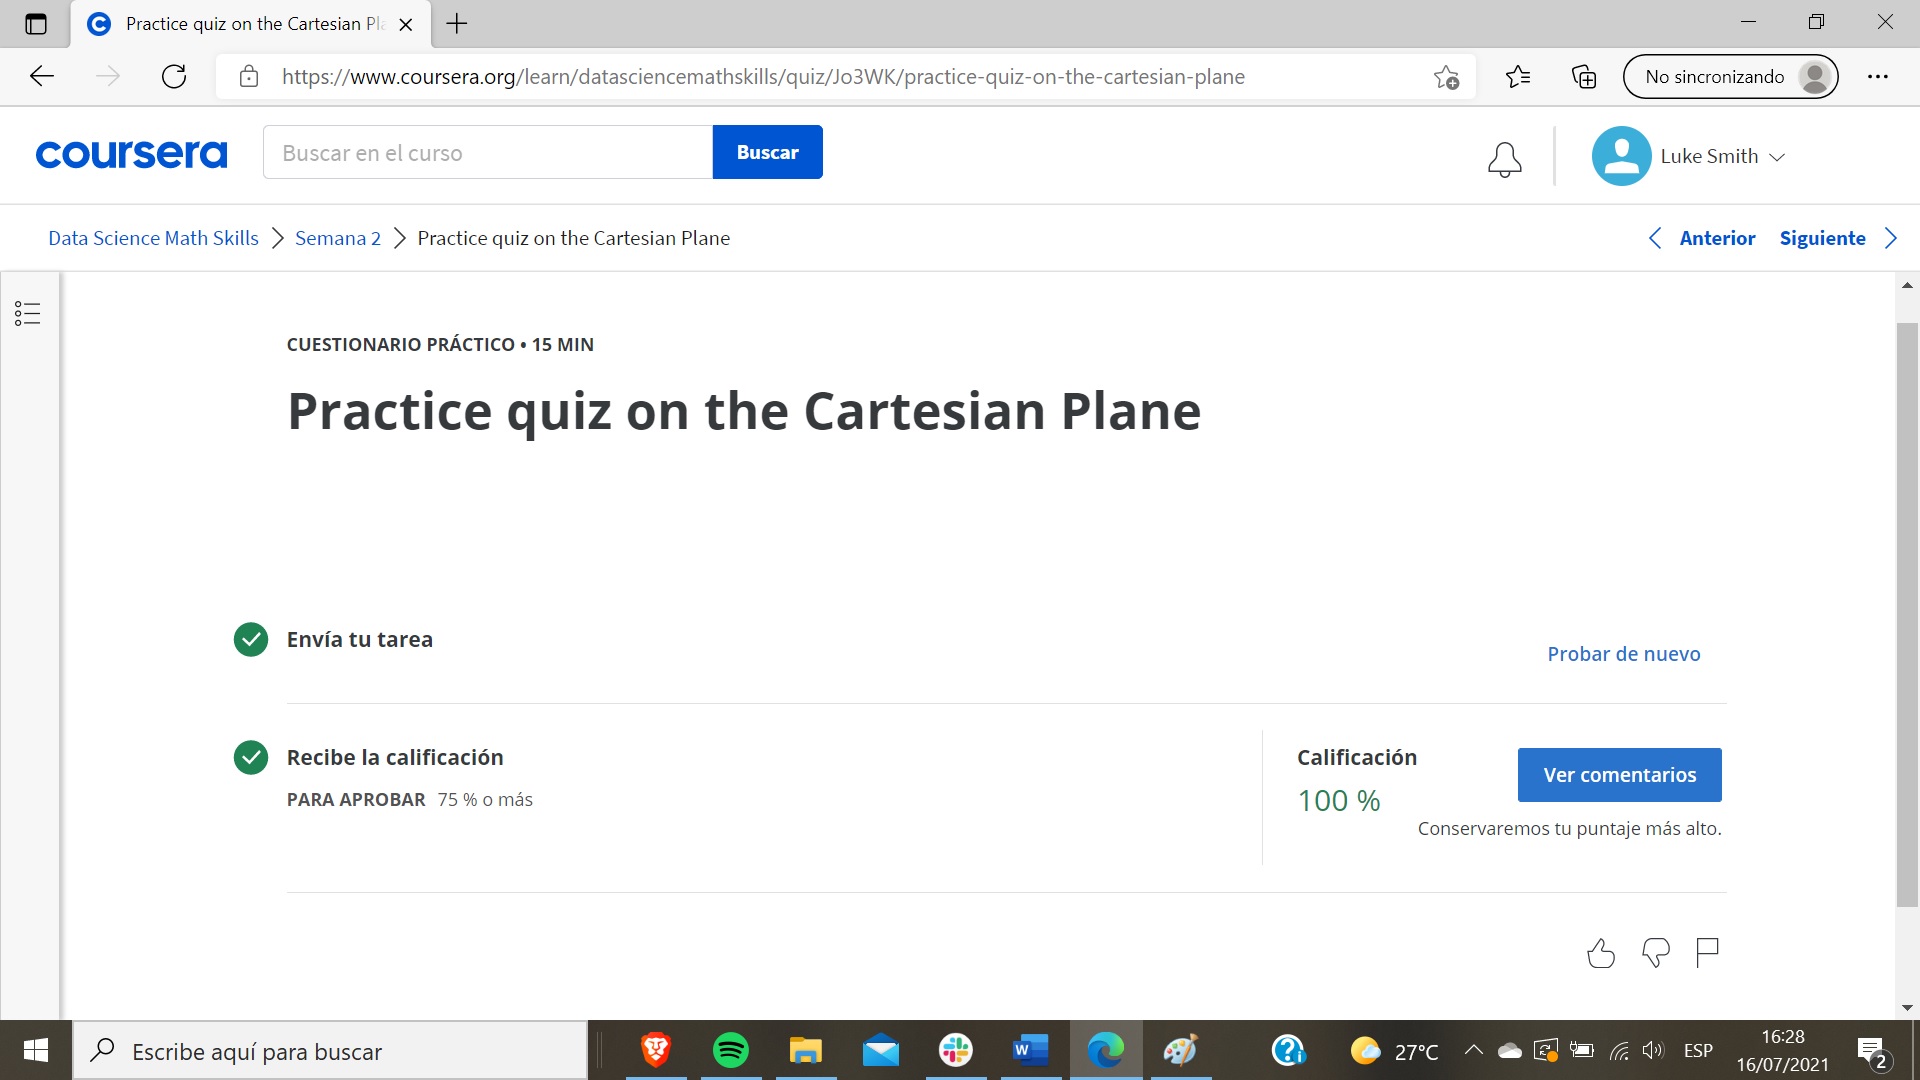 Practice quiz on the Cartesian Pl
https://www.coursera.org/learn/datasciencemathskills/quiz/Jo3WK/practice-quiz-on-the-cartesian-plane
No sincronizando
coursera
Buscar en el curso
Buscar
Luke Smith
Data Science Math Skills
Semana 2
Practice quiz on the Cartesian Plane
Anterior
Siguiente
CUESTIONARIO PRÁCTICO • 15 MIN
Practice quiz on the Cartesian Plane
Envía tu tarea
Probar de nuevo
Recibe la calificación
PARA APROBAR 75 % o más
Calificación
100 %
Ver comentarios
Conservaremos tu puntaje más alto.
Escribe aquí para buscar
W
27°C
ESP
16:28
16/07/2021
2